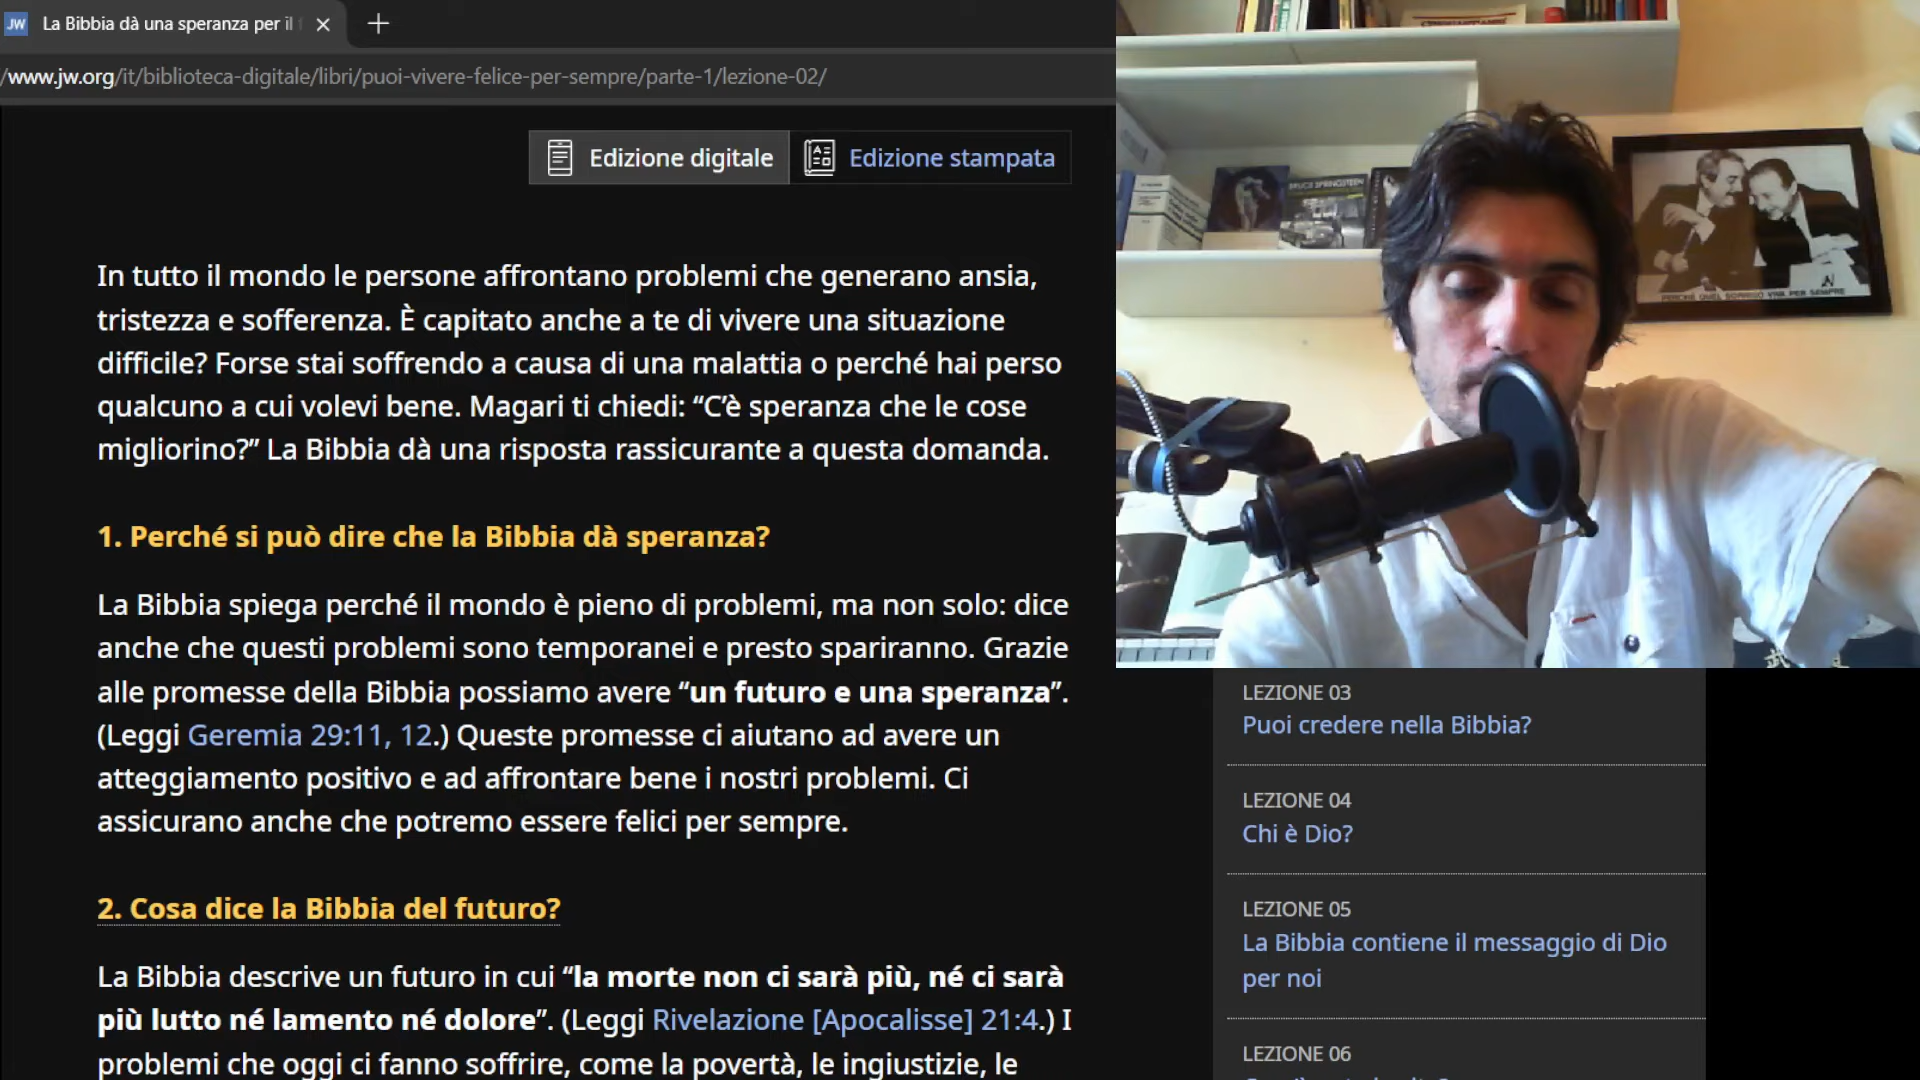 La Bibbia dà una speranza per il
/www.jw.org/it/biblioteca-digitale/libri/puoi-vivere-felice-per-sempre/parte-1/lezione-02/
Edizione digitale
Edizione stampata
In tutto il mondo le persone affrontano problemi che generano ansia,
tristezza e sofferenza. È capitato anche a te di vivere una situazione
difficile? Forse stai soffrendo a causa di una malattia o perché hai perso
qualcuno a cui volevi bene. Magari ti chiedi: “C’è speranza che le cose
migliorino?” La Bibbia dà una risposta rassicurante a questa domanda.
1. Perché si può dire che la Bibbia dà speranza?
La Bibbia spiega perché il mondo è pieno di problemi, ma non solo: dice
anche che questi problemi sono temporanei e presto spariranno. Grazie
alle promesse della Bibbia possiamo avere “un futuro e una speranza”.
(Leggi Geremia 29:11, 12.) Queste promesse ci aiutano ad avere un
atteggiamento positivo e ad affrontare bene i nostri problemi. Ci
assicurano anche che potremo essere felici per sempre.
2. Cosa dice la Bibbia del futuro?
La Bibbia descrive un futuro in cui “la morte non ci sarà più, né ci sarà
più lutto né lamento né dolore”. (Leggi Rivelazione [Apocalisse] 21:4.) I
problemi che oggi ci fanno soffrire, come la povertà, le ingiustizie, le
BRUCE SPRINGSTEEN
PERCHÉ QUEL SORRISO VIVA PER SEMPRE
LEZIONE 03
Puoi credere nella Bibbia?
LEZIONE 04
Chi è Dio?
LEZIONE 05
La Bibbia contiene il messaggio di Dio
per noi
LEZIONE 06